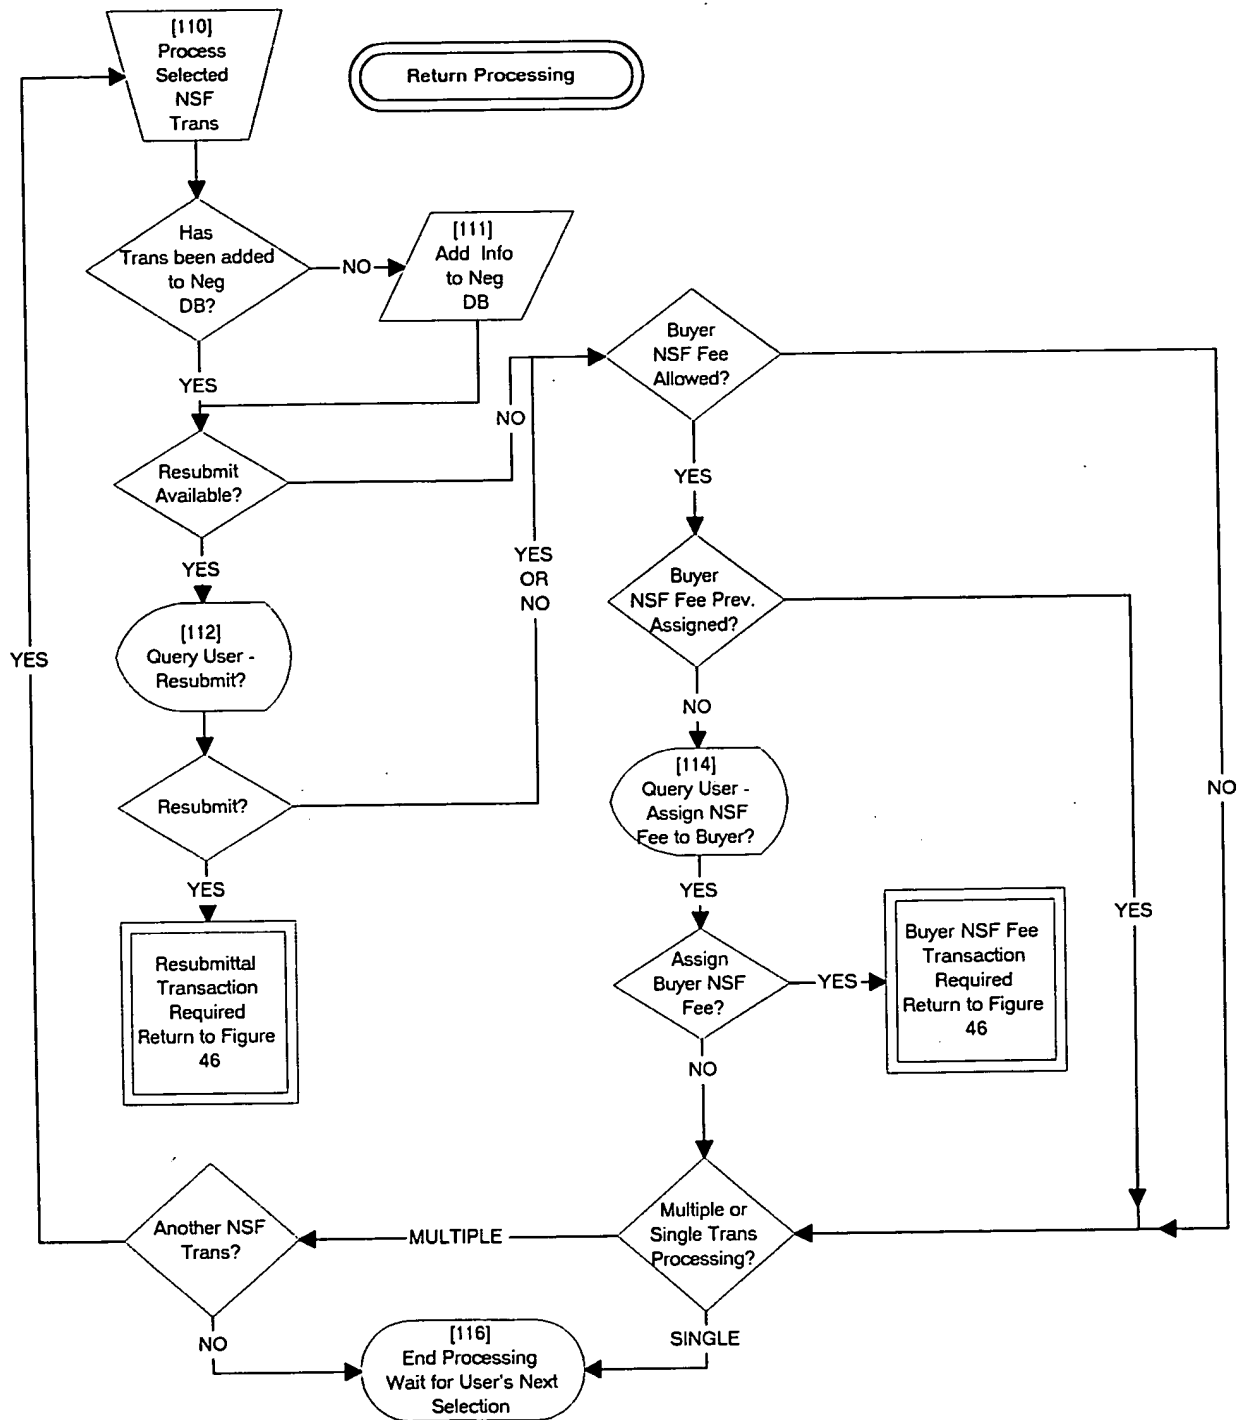 [110]
Process
Selected
NSF
Trans
Return Processing
Has
Trans been added
to Neg
DB?
NO
[111]
Add Info
to Neg
DB
YES
Buyer
NSF Fee
Allowed?
NO
Resubmit
Available?
YES
YES
YES
OR
NO
Buyer
NSF Fee Prev.
Assigned?
[112]
Query User -
Resubmit?
YES
NO
[114]
Query User -
Assign NSF
Fee to Buyer?
Resubmit?
NO
YES
YES
YES
Resubmittal
Transaction
Required
Return to Figure
46
Assign
Buyer NSF
Fee?
YES
Buyer NSF Fee
Transaction
Required
Return to Figure
46
NO
Another NSF
Trans?
MULTIPLE
Multiple or
Single Trans
Processing?
NO
[116]
End Processing
Wait for User's Next
Selection
SINGLE